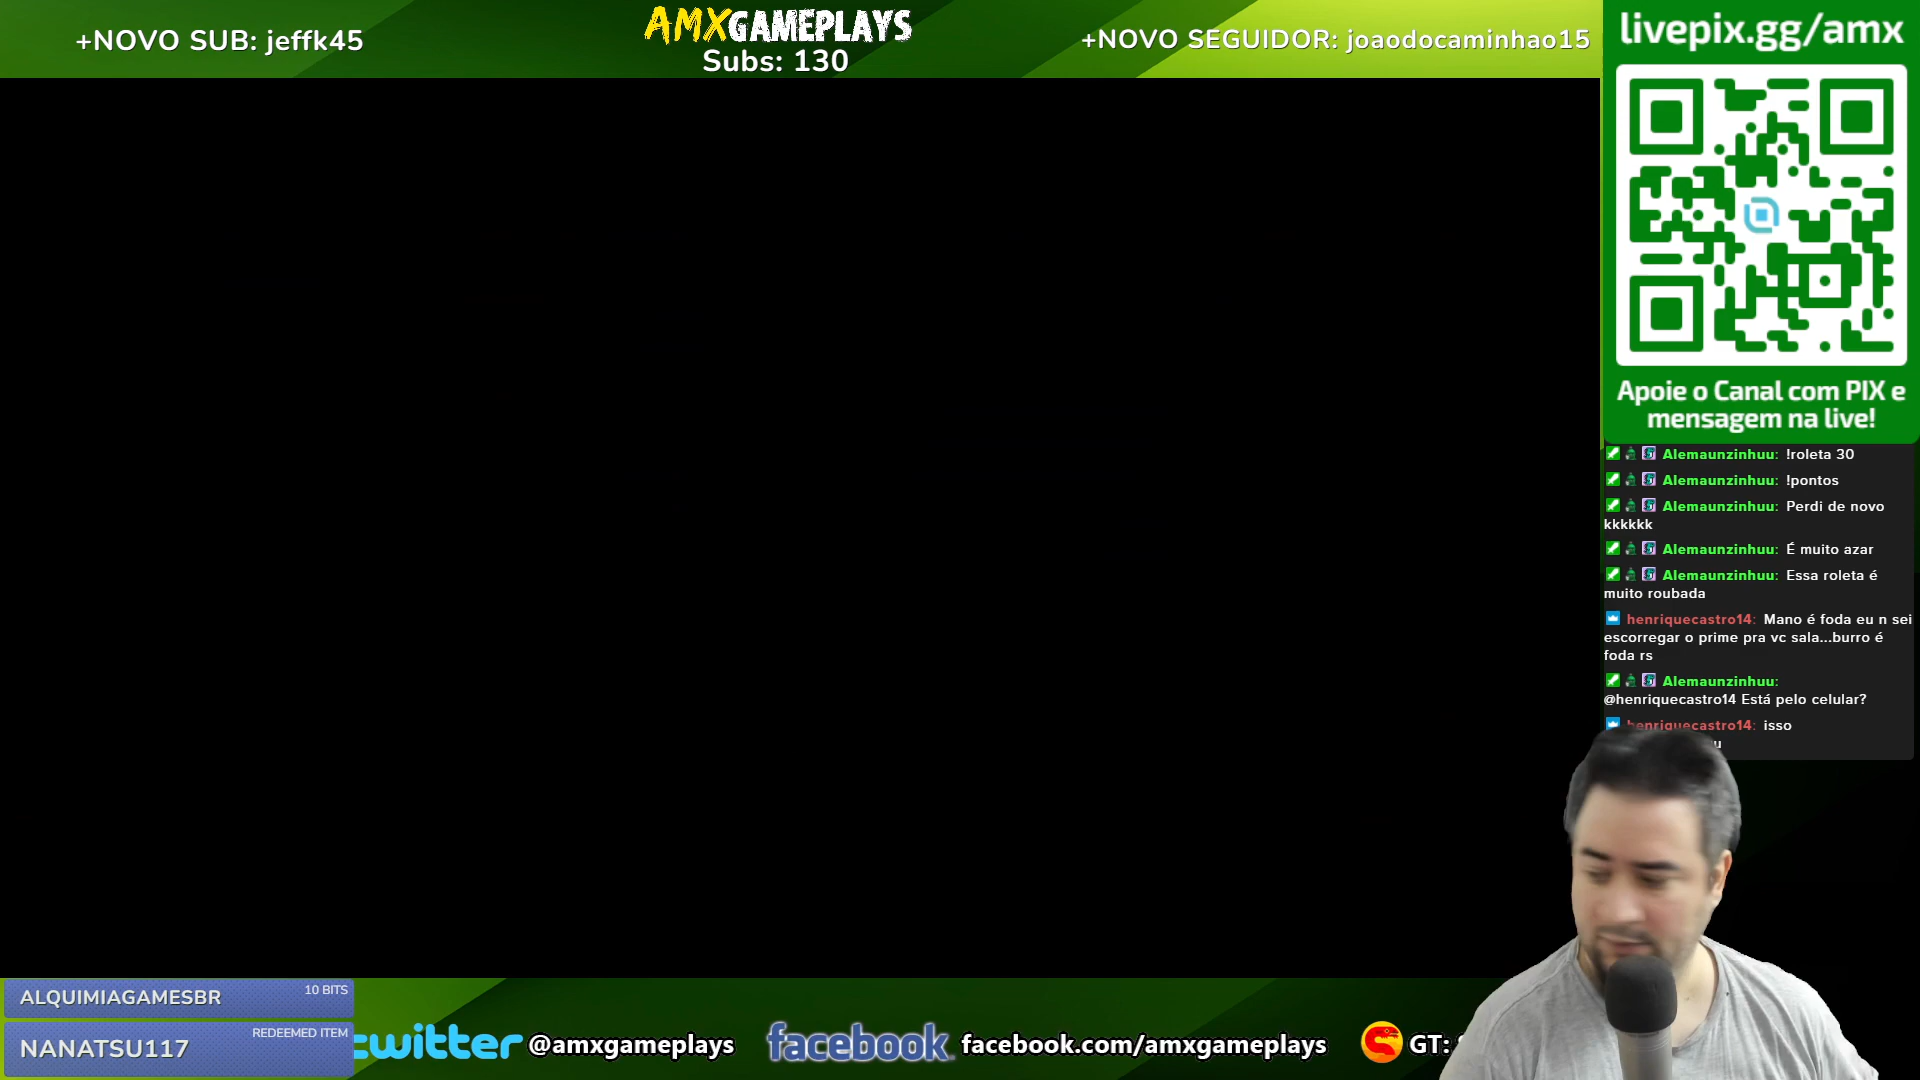 +NOVO SUB: jeffk45
AMXGAMEPLAYS
Subs: 130
+NOVO SEGUIDOR: joaodocaminhao15
livepix.gg/amx
Apoie o Canal com PIX e
mensagem na live!
Alemaunzinhuu: !roleta 30
Alemaunzinhuu: !pontos
Alemaunzinhuu: Perdi de novo
kkkkkk
Alemaunzinhuu: É muito azar
Alemaunzinhuu: Essa roleta é
muito roubada
henriquecastro14: Mano é foda eu n sei
escorregar o prime pra vc sala...burro é
foda rs
Alemaunzinhuu:
@henriquecastro14 Está pelo celular?
henriquecastro14: isso
ALQUIMIAGAMESBR
10 BITS
NANATSU117
REDEEMED ITEM
twitter @amxgameplays
facebook facebook.com/amxgameplays
GT: